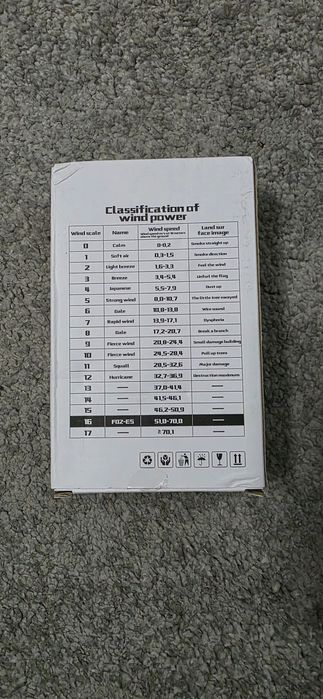 Classification of
wind power
Wind scale Name Wind speed Land sur
face image
0 Calm 0-0,2 Smoke straight up
1 Soft air 0,3-1,5 Smoke direction
2 Light breeze 1,6-3,3 Feel the wind
3 Breeze 3,4-5,4 Unfurl the flag
4 Japanese 5,5-7,9 Dust up
5 Strong wind 8,0-10,7 The little tree swayed
6 Gale 10,8-13,8 Wire sound
7 Rapid wind 13,9-17,1 Dyspheria
8 Gale 17,2-20,7 Break a branch
9 Fierce wind 20,8-24,4 Small damage building
10 Fierce wind 24,5-28,4 Pull up trees
11 Squall 28,5-32,6 Major damage
12 Hurricane 32,7-36,9 Destruction maximum
13 — 37,0-41,4 —
14 — 41,5-46,1 —
15 — 46,2-50,9 —
16 F02-E5 51,0-70,0 —
17 — ≥70,1 —